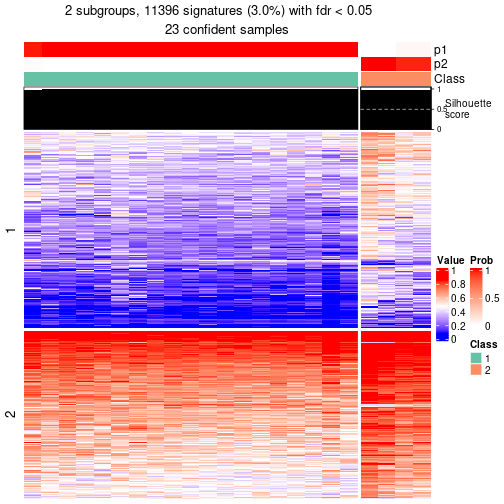 2 subgroups, 11396 signatures (3.0%) with fdr < 0.05
23 confident samples
p1
p2
Class
1
0.5
0
Silhouette
score
1
2
Value
1
0.8
0.6
0.4
0.2
0
Prob
1
0.5
0
Class
1
2